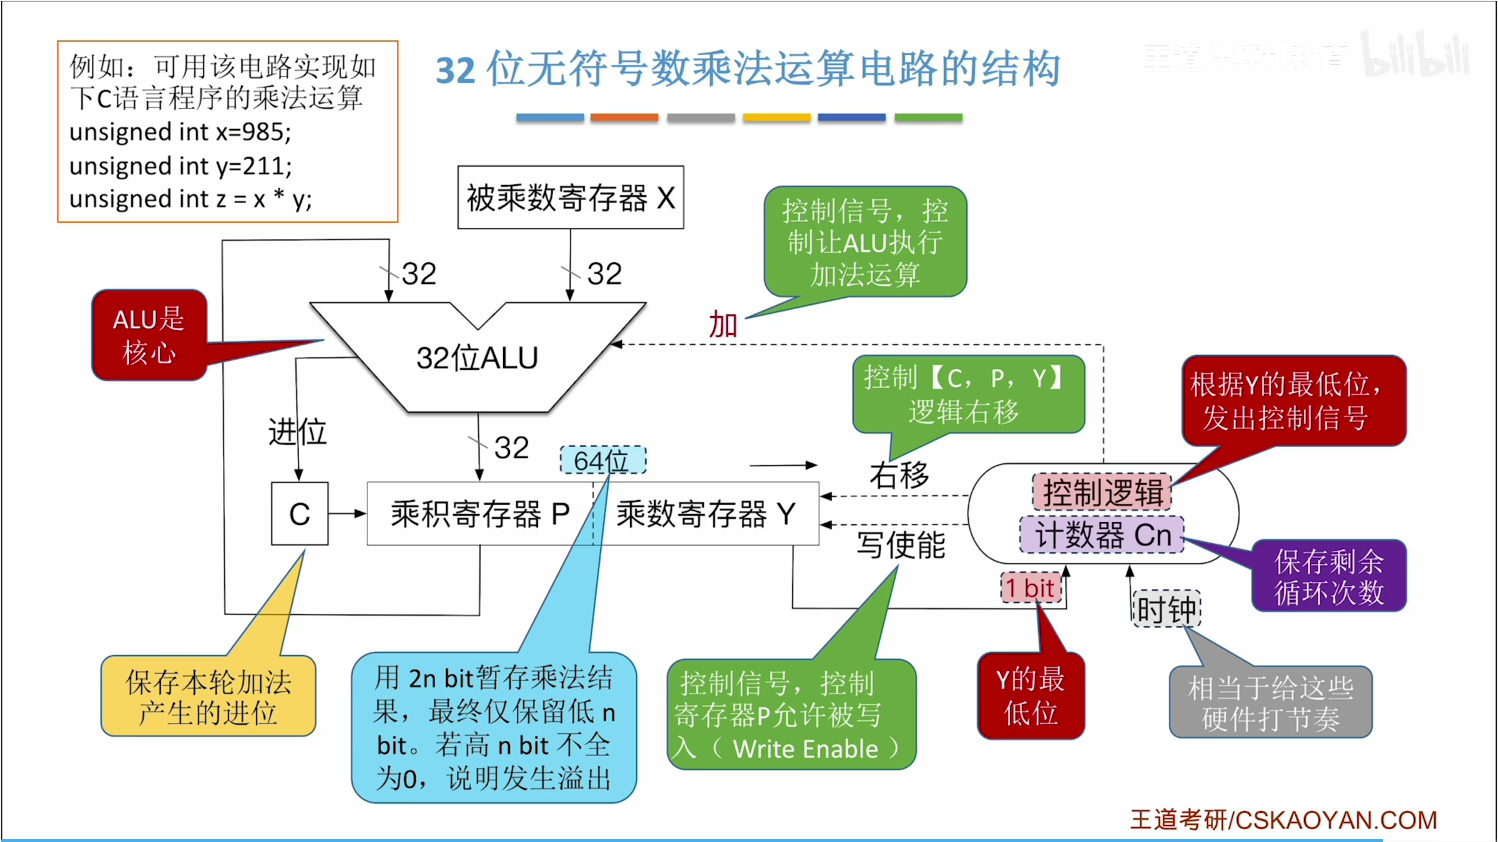 32 位无符号数乘法运算电路的结构
bilibili
例如：可用该电路实现如
下C语言程序的乘法运算
unsigned int x=985;
unsigned int y=211;
unsigned int z = x * y;
被乘数寄存器 X
控制信号，控
制让ALU执行
加法运算
32
32
加
ALU是
核心
32位ALU
控制【C，P，Y】
逻辑右移
根据Y的最低位，
发出控制信号
进位
32
64位
右移
C
乘积寄存器 P
乘数寄存器 Y
写使能
控制逻辑
计数器 Cn
保存剩余
循环次数
1 bit
时钟
保存本轮加法
产生的进位
用 2n bit暂存乘法结
果，最终仅保留低 n
bit。若高 n bit 不全
为0，说明发生溢出
控制信号，控制
寄存器P允许被写
入（ Write Enable ）
Y的最
低位
相当于给这些
硬件打节奏
王道考研/CSKAOYAN.COM